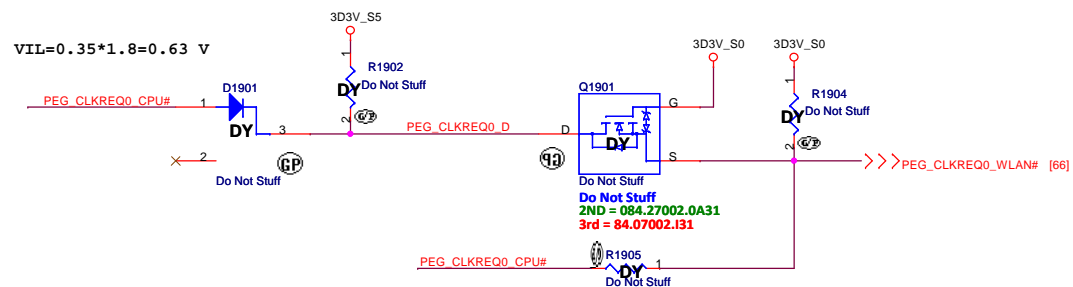 3D3V_S5
VIL=0.35*1.8=0.63 V
3D3V_S0
3D3V_S0
1
R1902
Do Not Stuff
DY
2
G/P
D1901
PEG_CLKREQ0_CPU#
1
DY
3
2
GP
Do Not Stuff
PEG_CLKREQ0_D
Q1901
G
D
DY
S
GP
Do Not Stuff
Do Not Stuff
2ND = 084.27002.0A31
3rd = 84.07002.I31
1
R1904
Do Not Stuff
DY
2
G/P
PEG_CLKREQ0_WLAN# [66]
PEG_CLKREQ0_CPU#
2
R1905
DY
1
Do Not Stuff